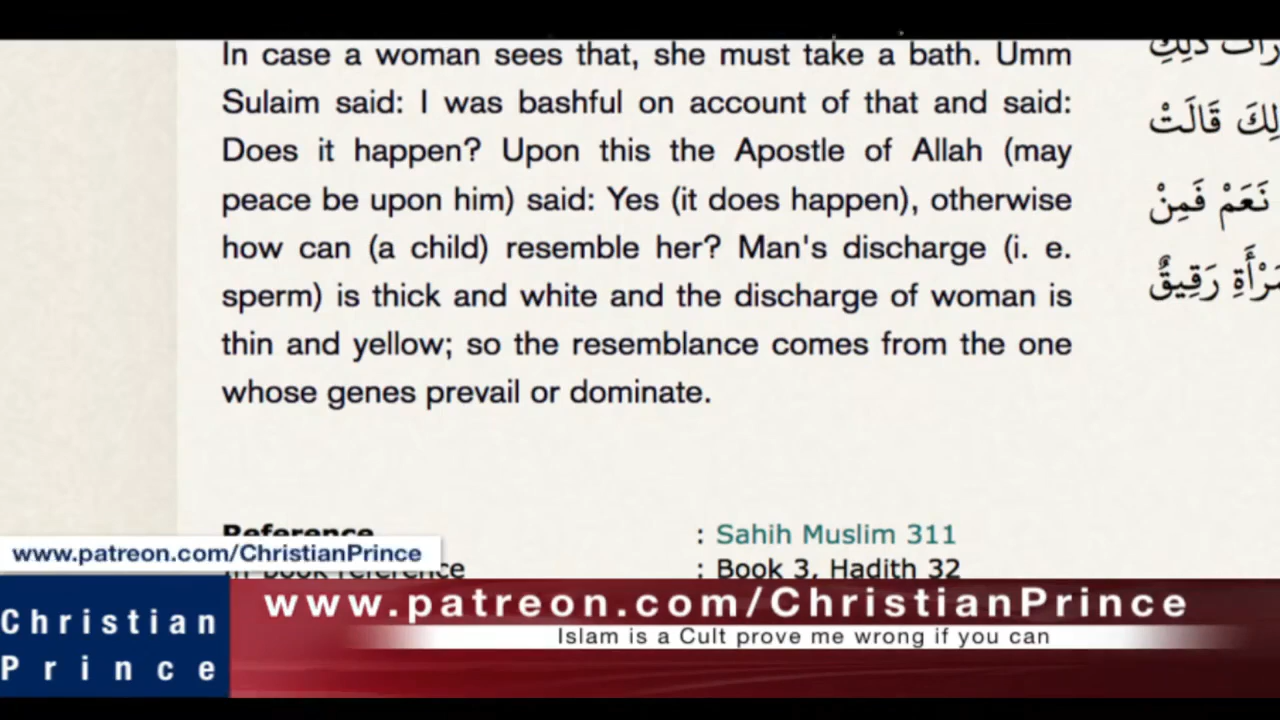 In case a woman sees that, she must take a bath. Umm
Sulaim said: I was bashful on account of that and said:
Does it happen? Upon this the Apostle of Allah (may
peace be upon him) said: Yes (it does happen), otherwise
how can (a child) resemble her? Man's discharge (i. e.
sperm) is thick and white and the discharge of woman is
thin and yellow; so the resemblance comes from the one
whose genes prevail or dominate.
ذَلِكِ
لِكَ قَالَتْ
نَعَمْ فَمِنْ
رَقِيقٌ
Reference : Sahih Muslim 311
In-book reference : Book 3, Hadith 32
www.patreon.com/ChristianPrince
www.patreon.com/ChristianPrince
Islam is a Cult prove me wrong if you can
Christian
Prince